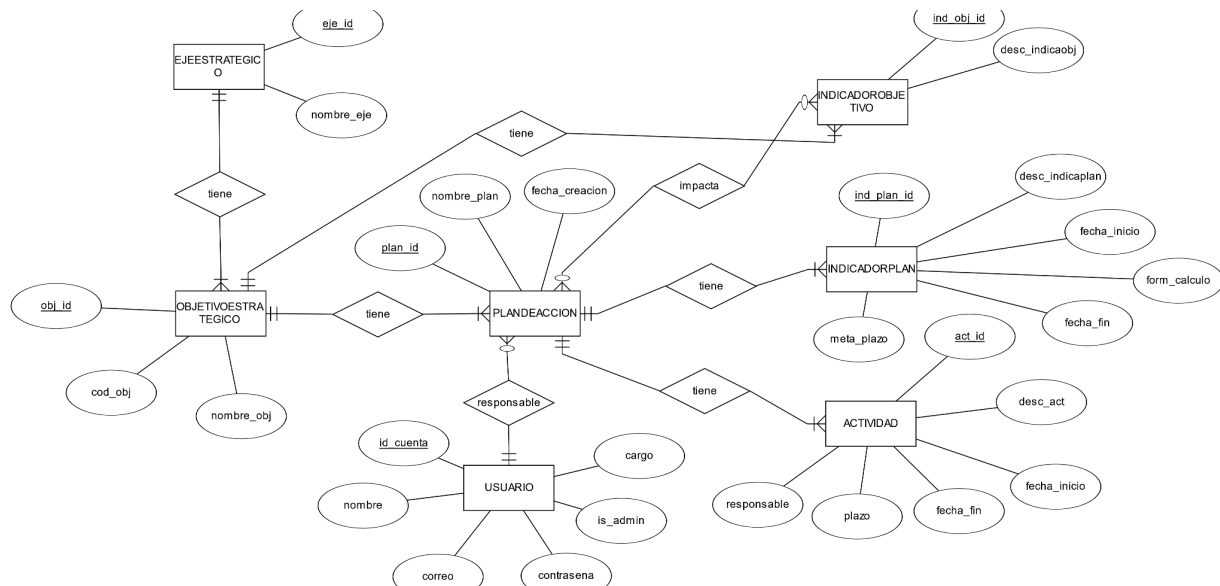 eje_id
ind_obj_id
EJEESTRATEGIC
O
desc_indicaobj
nombre_eje
INDICADOROBJE
TIVO
tiene
tiene
nombre_plan
fecha_creacion
impacta
desc_indicaplan
ind_plan_id
fecha_inicio
plan_id
INDICADORPLAN
form_calculo
tiene
obj_id
OBJETIVOESTRA
TEGICO
tiene
PLANDEACCION
meta_plazo
fecha_fin
act_id
cod_obj
nombre_obj
responsable
tiene
desc_act
ACTIVIDAD
id_cuenta
cargo
USUARIO
nombre
is_admin
responsable
plazo
fecha_fin
fecha_inicio
correo
contrasena